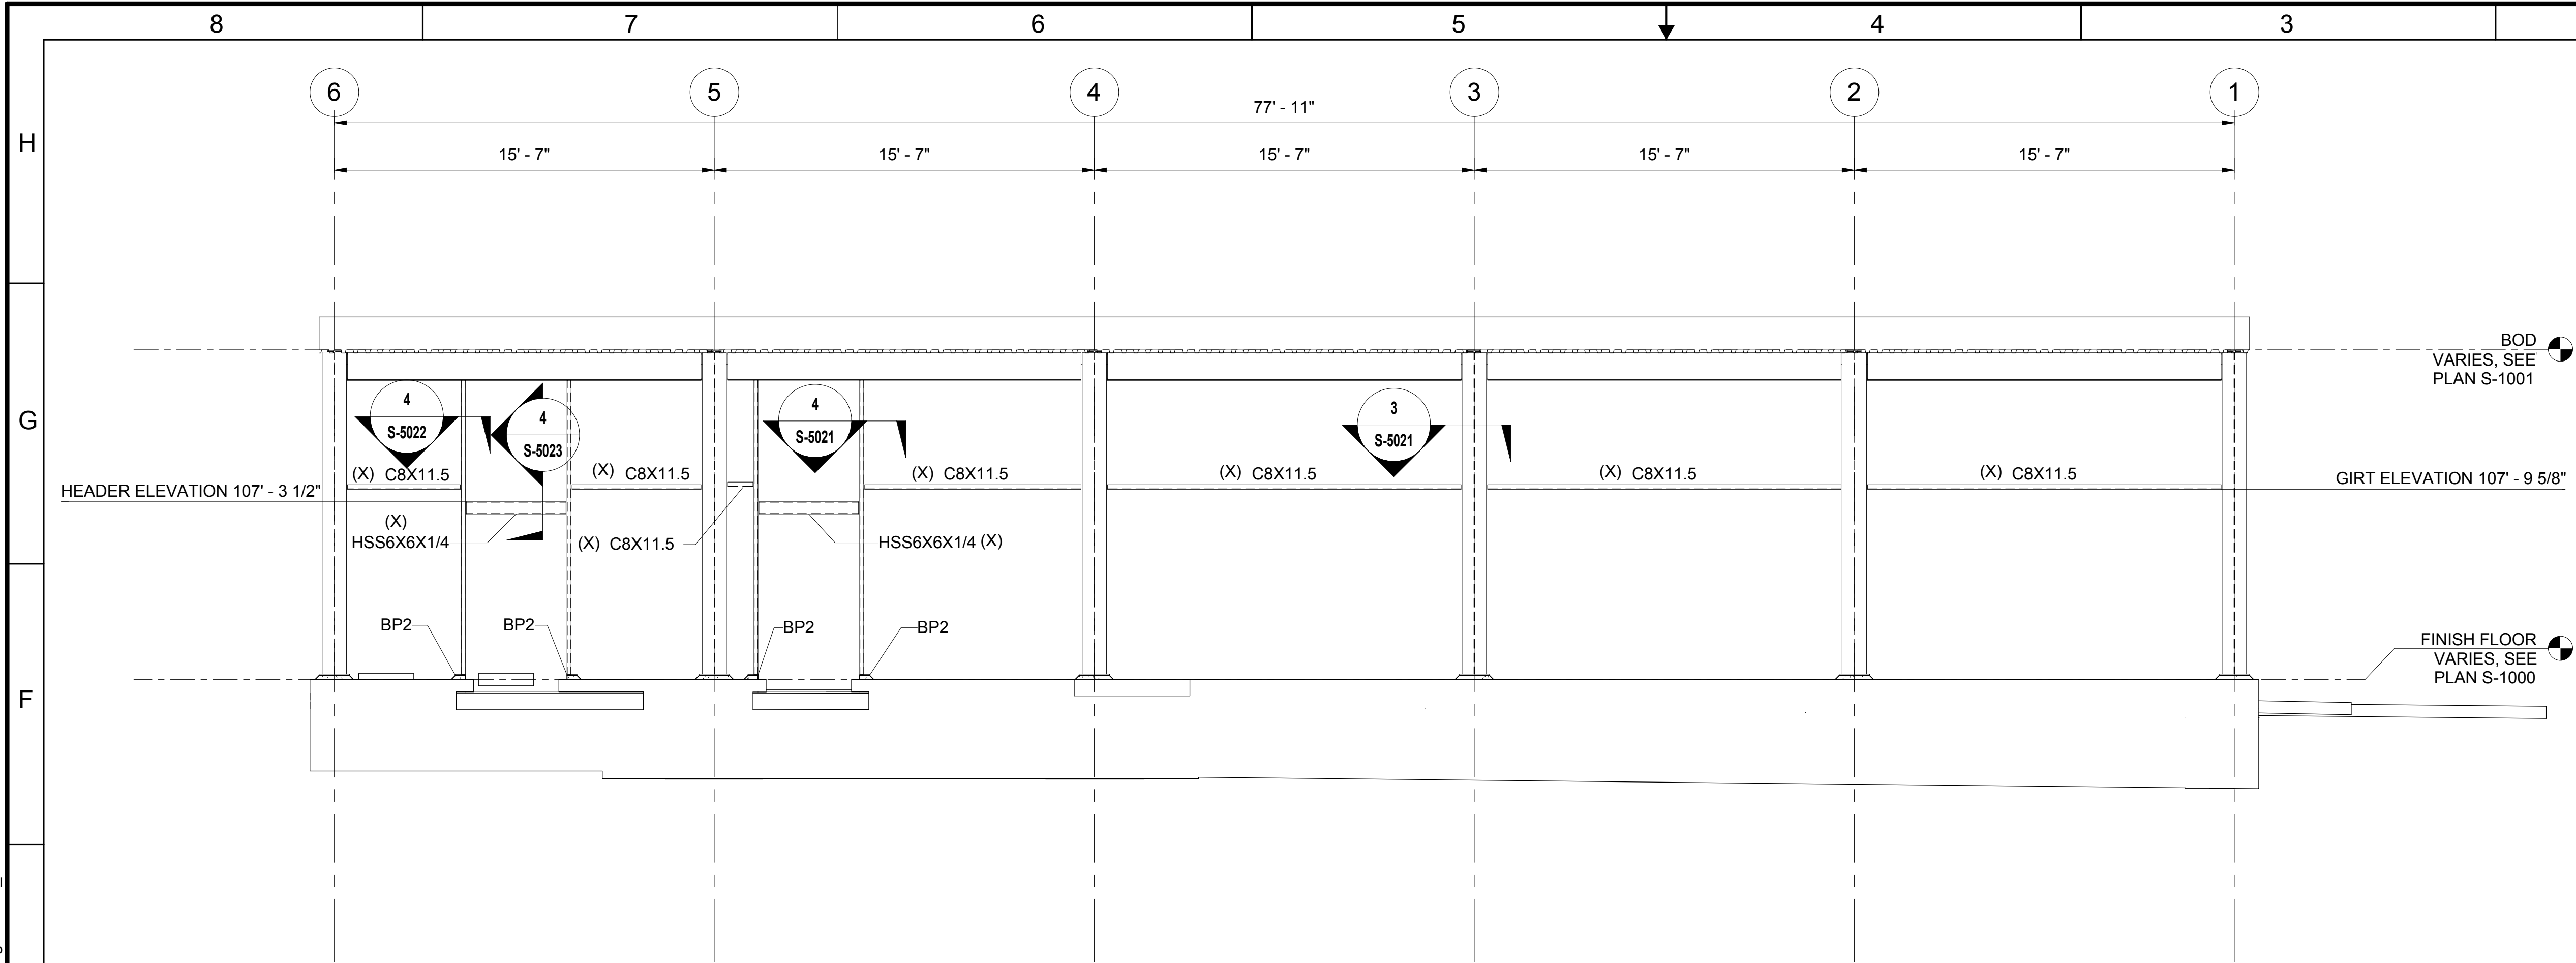 8 7 6 5 4 3
H
G
F
6 5 4 3 2 1
77' - 11"
15' - 7" 15' - 7" 15' - 7" 15' - 7" 15' - 7"
BOD
VARIES, SEE
PLAN S-1001
4
S-5022
4
S-5023
4
S-5021
3
S-5021
(X) C8X11.5
(X) C8X11.5
(X) C8X11.5
(X) C8X11.5
(X) C8X11.5
(X) C8X11.5
HEADER ELEVATION 107' - 3 1/2"
GIRT ELEVATION 107' - 9 5/8"
(X)
HSS6X6X1/4
(X) C8X11.5
HSS6X6X1/4 (X)
BP2
BP2
BP2
BP2
FINISH FLOOR
VARIES, SEE
PLAN S-1000